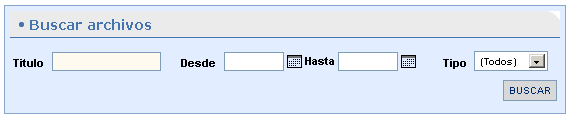 • Buscar archivos
Titulo Desde Hasta Tipo (Todos)
BUSCAR